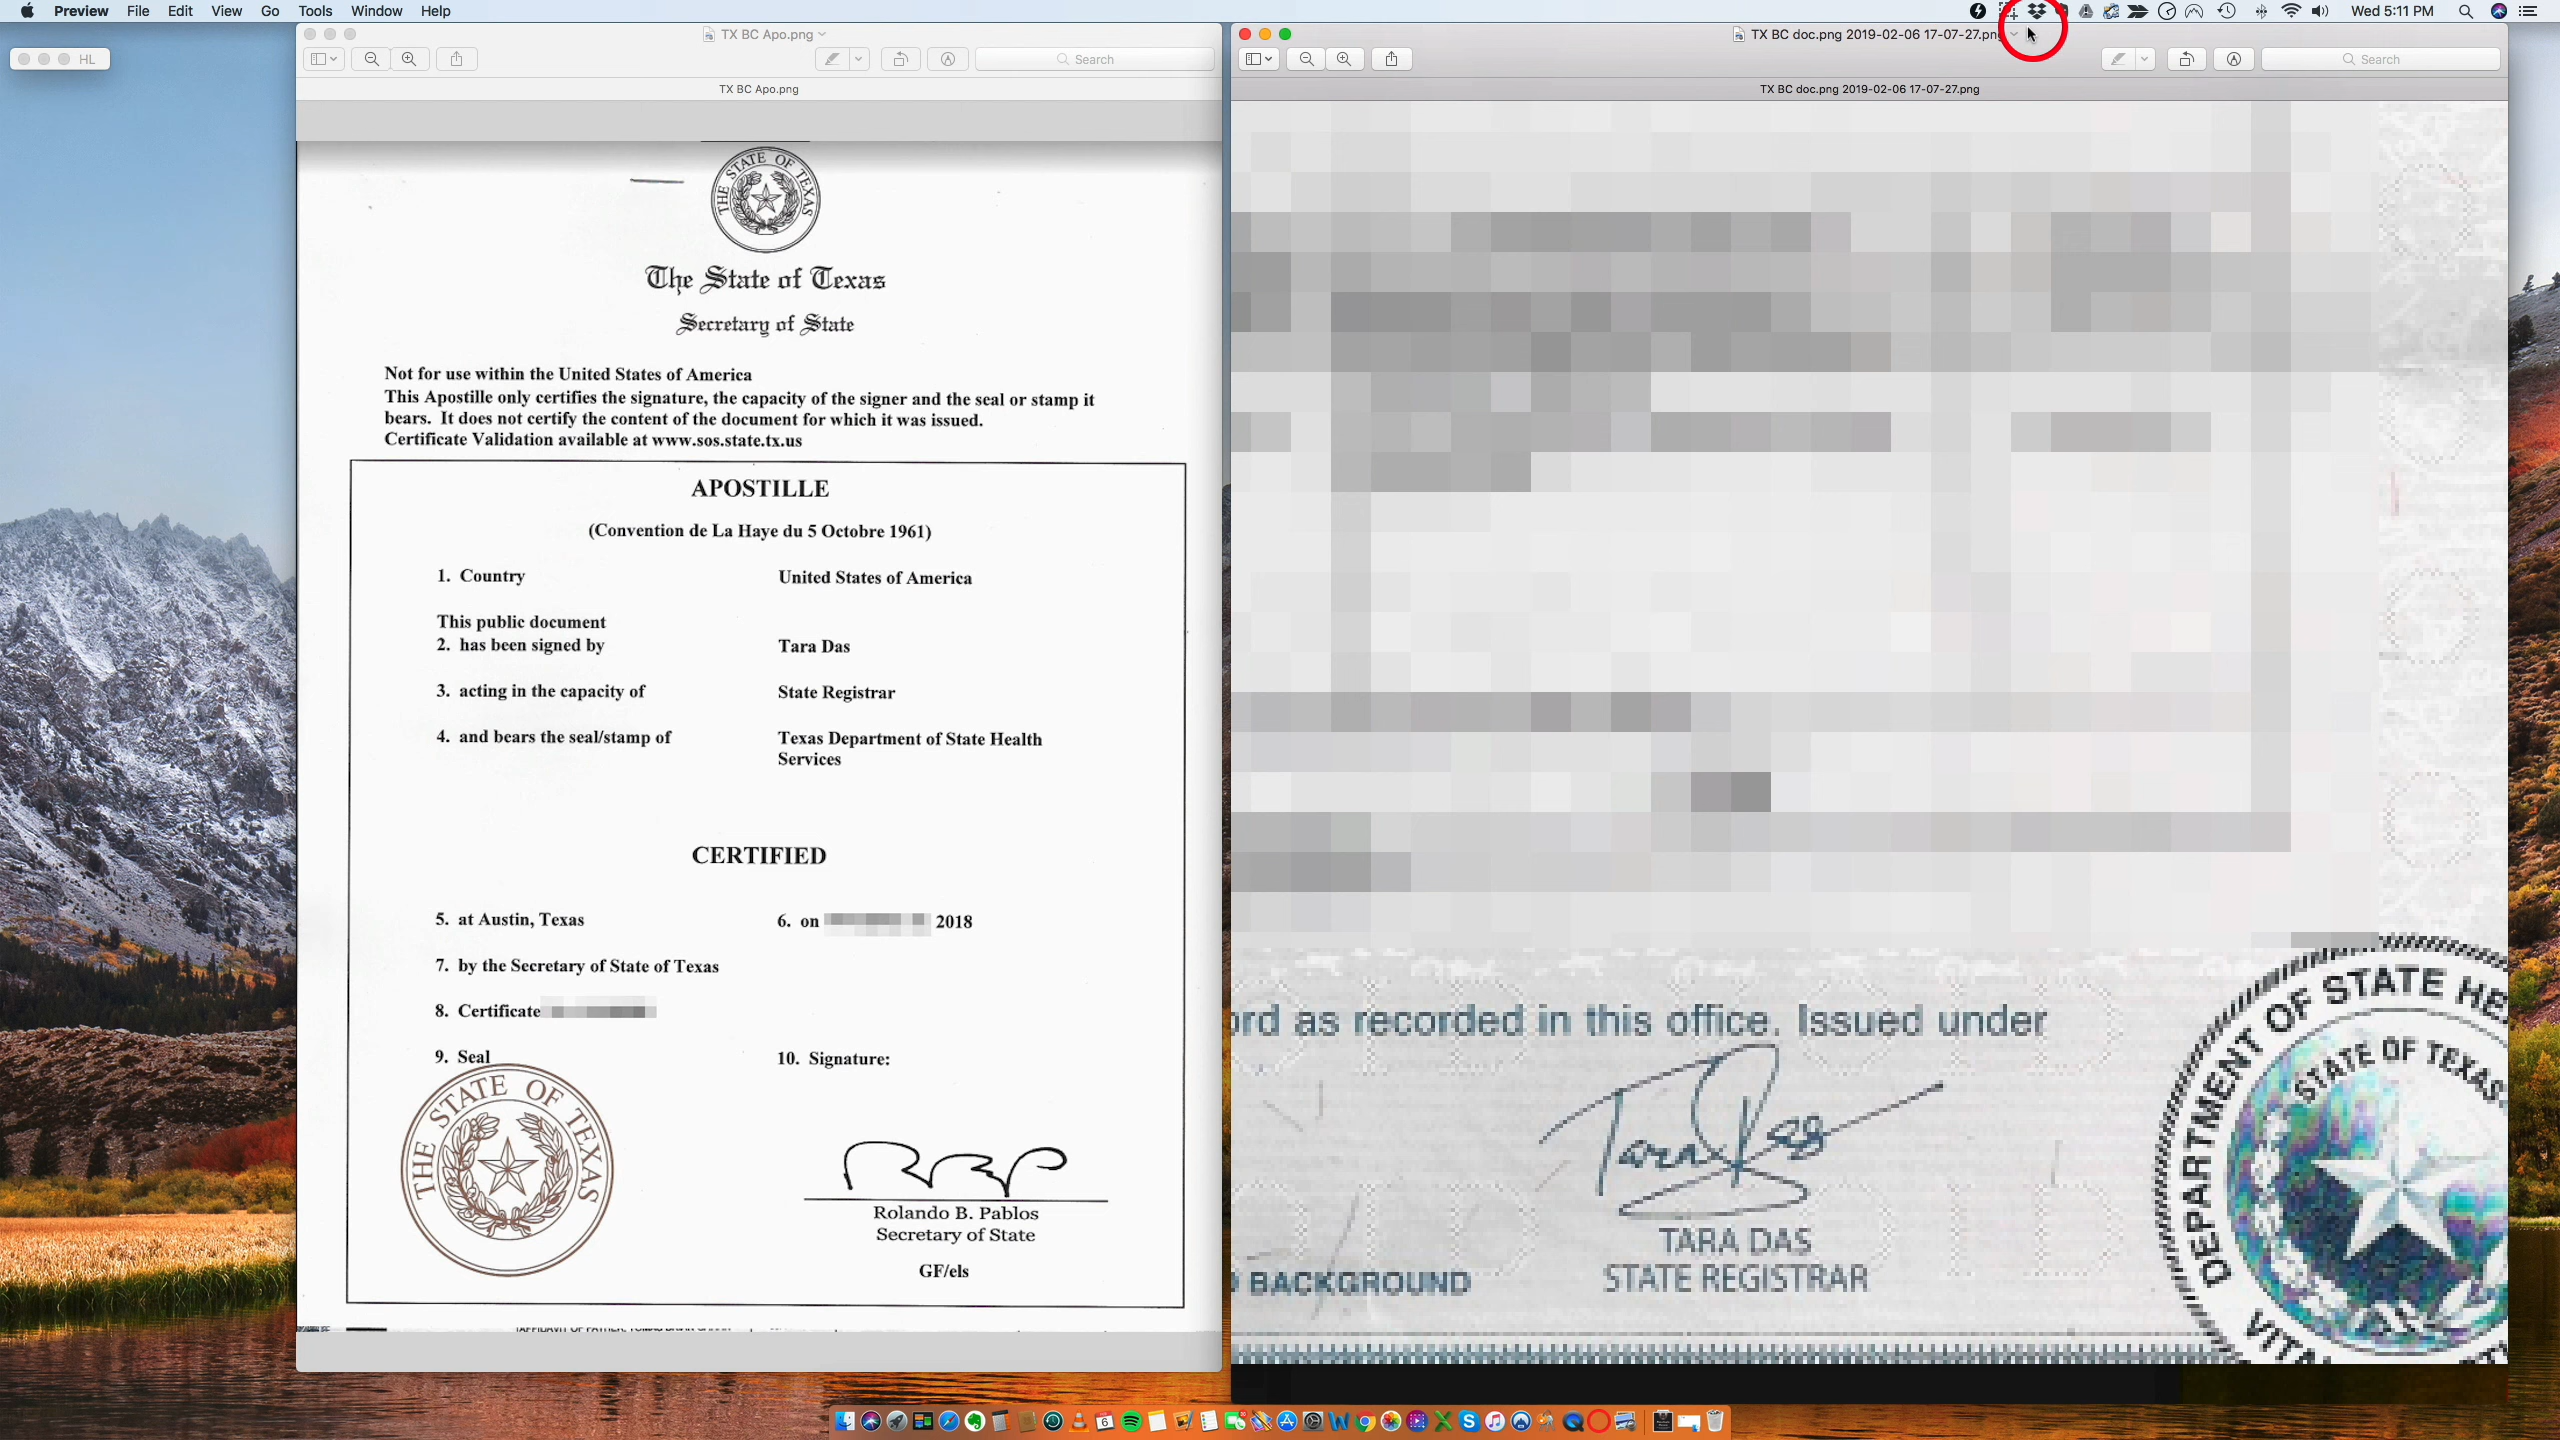 Preview File Edit View Go Tools Window Help
Wed 5:11 PM
HL
TX BC Apo.png
Search
TX BC Apo.png
THE STATE OF TEXAS
The State of Texas
Secretary of State
Not for use within the United States of America
This Apostille only certifies the signature, the capacity of the signer and the seal or stamp it
bears. It does not certify the content of the document for which it was issued.
Certificate Validation available at www.sos.state.tx.us
APOSTILLE
(Convention de La Haye du 5 Octobre 1961)
1. Country United States of America
This public document
2. has been signed by Tara Das
3. acting in the capacity of State Registrar
4. and bears the seal/stamp of Texas Department of State Health
Services
CERTIFIED
5. at Austin, Texas 6. on 2018
7. by the Secretary of State of Texas
8. Certificate
9. Seal 10. Signature:
THE STATE OF TEXAS
Rolando B. Pablos
Secretary of State
GF/els
TX BC doc.png 2019-02-06 17-07-27.png
Search
TX BC doc.png 2019-02-06 17-07-27.png
ord as recorded in this office. Issued under
Tara Das
TARA DAS
STATE REGISTRAR
BACKGROUND
DEPARTMENT OF STATE HE
STATE OF TEXAS
VITA